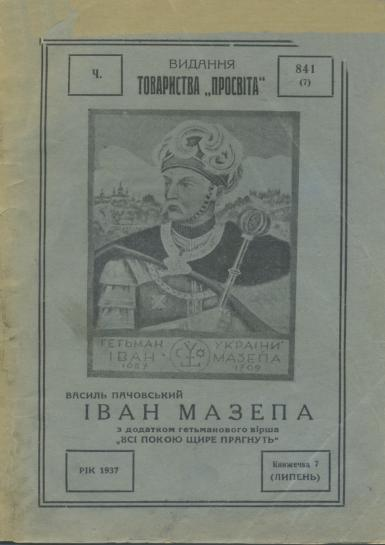 Ч.
ВИДАННЯ
ТОВАРИСТВА „ПРОСВІТА“
841
(7)
ГЕТЬМАН УКРАЇНИ
ІВАН МАЗЕПА
1687 1709
ВАСИЛЬ ПАЧОВСЬКИЙ
ІВАН МАЗЕПА
з додатком гетьманового вірша
„ВСІ ПОКОЮ ЩИРЕ ПРАГНУТЬ“
РІК 1937
Книжечка 7
(ЛИПЕНЬ)